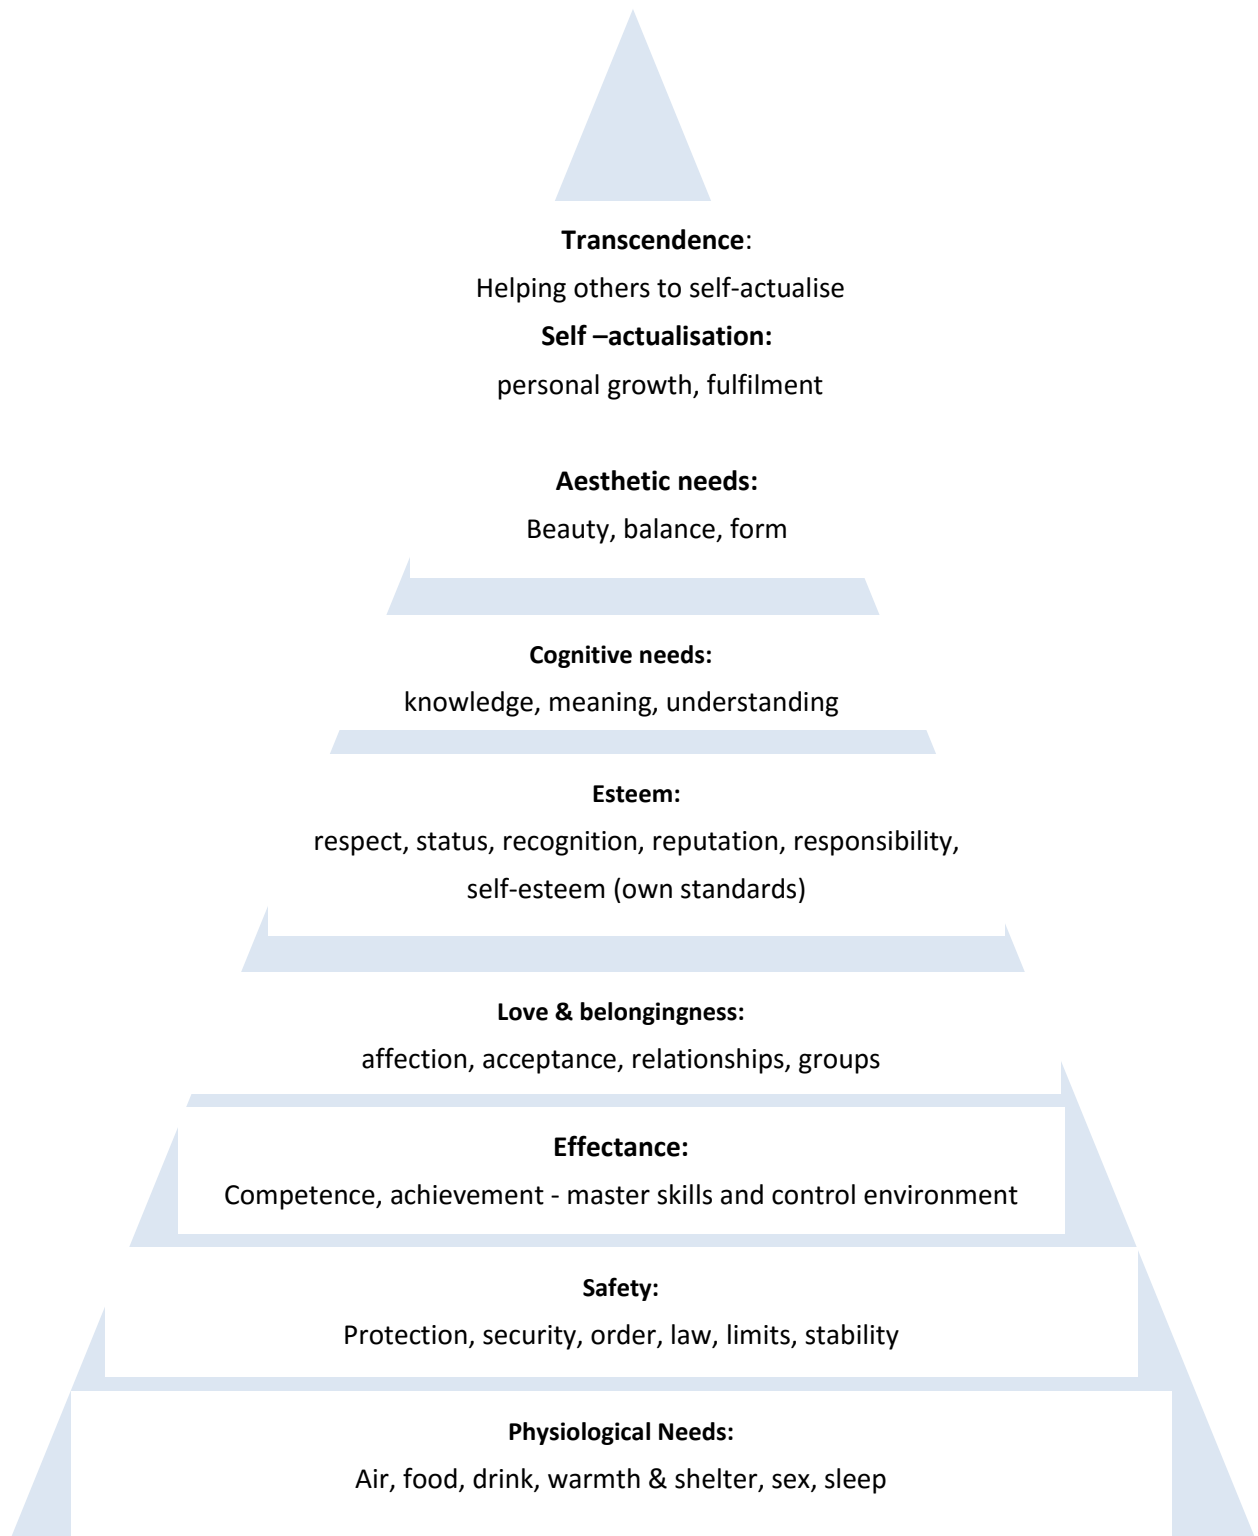 Transcendence:
Helping others to self-actualise
Self –actualisation:
personal growth, fulfilment
Aesthetic needs:
Beauty, balance, form
Cognitive needs:
knowledge, meaning, understanding
Esteem:
respect, status, recognition, reputation, responsibility,
self-esteem (own standards)
Love & belongingness:
affection, acceptance, relationships, groups
Effectance:
Competence, achievement - master skills and control environment
Safety:
Protection, security, order, law, limits, stability
Physiological Needs:
Air, food, drink, warmth & shelter, sex, sleep